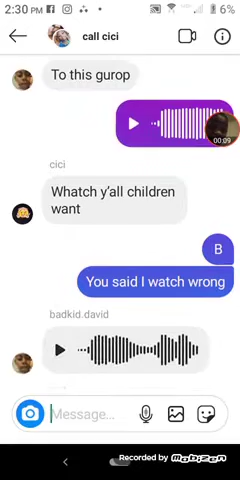 2:30 PM
6%
call cici
To this gurop
00:09
cici
Whatch y'all children
want
B
You said I watch wrong
badkid.david
Message...
Recorded by Mobizen